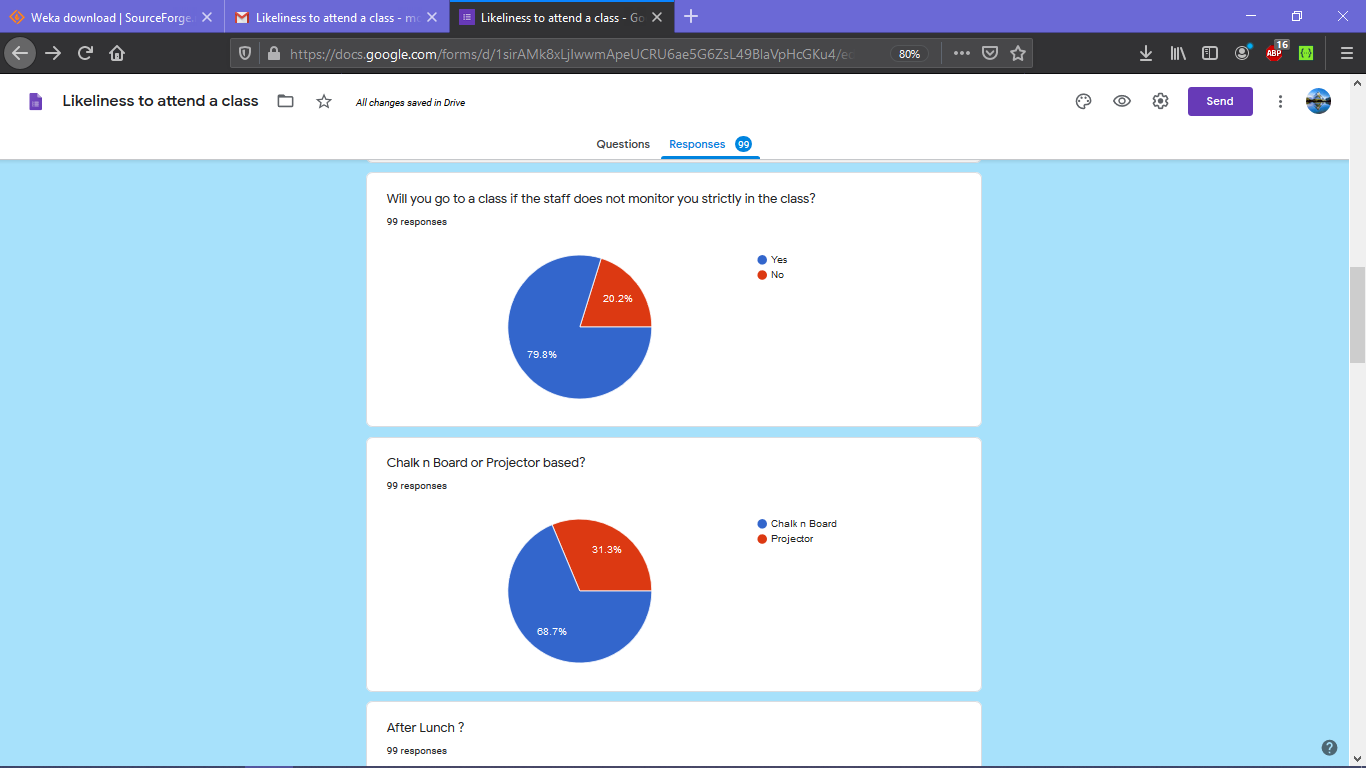 Weka download | SourceForge.
Likeliness to attend a class - mo
Likeliness to attend a class - Go
https://docs.google.com/forms/d/1sirAMk8xLjIwwmApeUCRU6ae5G6ZsL49BlaVpHcGKu4/ed
80%
16
ABP
Likeliness to attend a class
All changes saved in Drive
Send
Questions
Responses 99
Will you go to a class if the staff does not monitor you strictly in the class?
99 responses
Yes
No
20.2%
79.8%
Chalk n Board or Projector based?
99 responses
Chalk n Board
Projector
31.3%
68.7%
After Lunch ?
99 responses